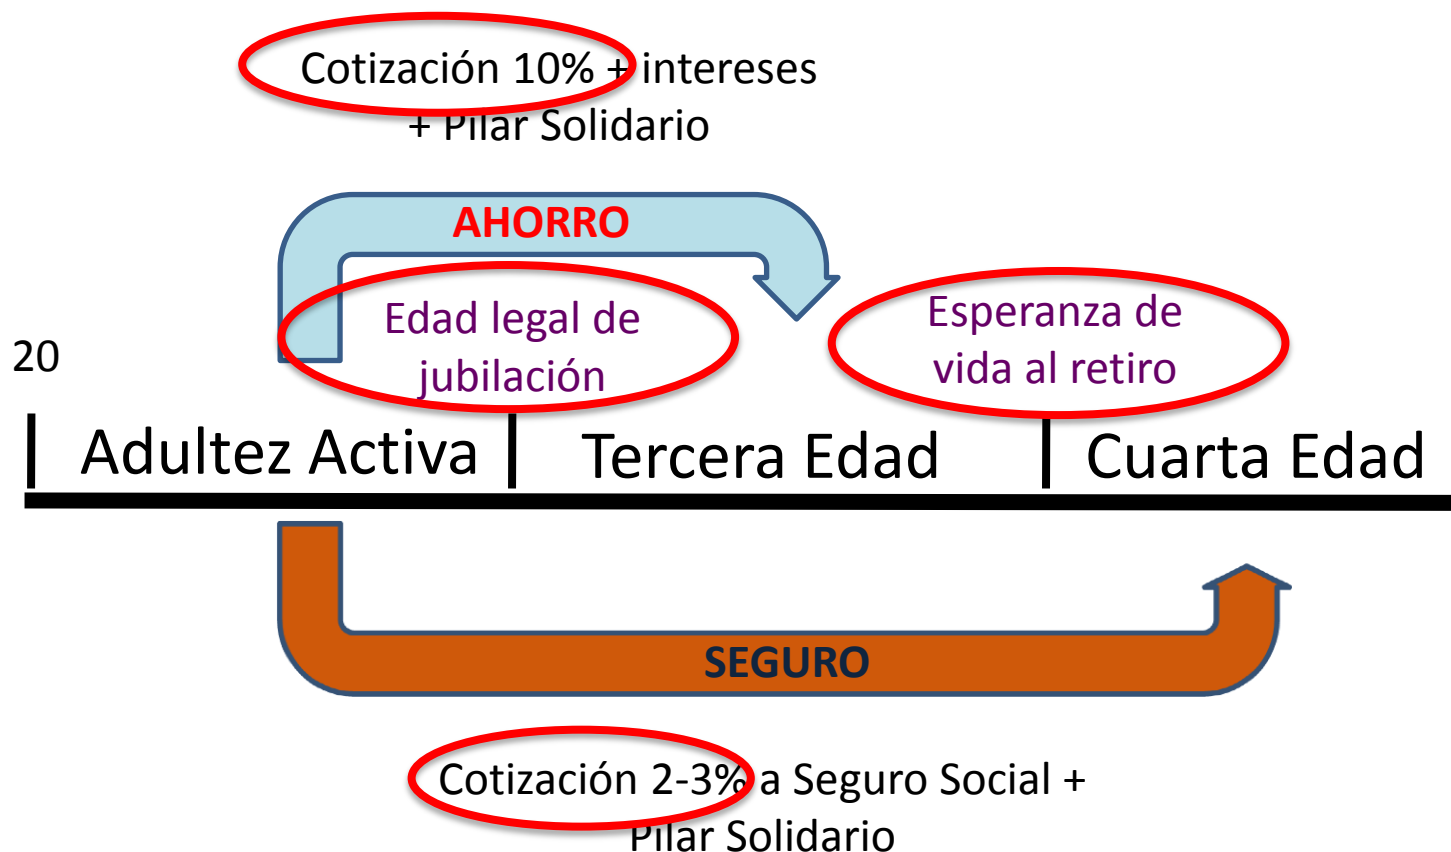 Cotización 10% + intereses
+ Pilar Solidario
AHORRO
Edad legal de
jubilación
Esperanza de
vida al retiro
20
Adultez Activa
Tercera Edad
Cuarta Edad
SEGURO
Cotización 2-3% a Seguro Social +
Pilar Solidario